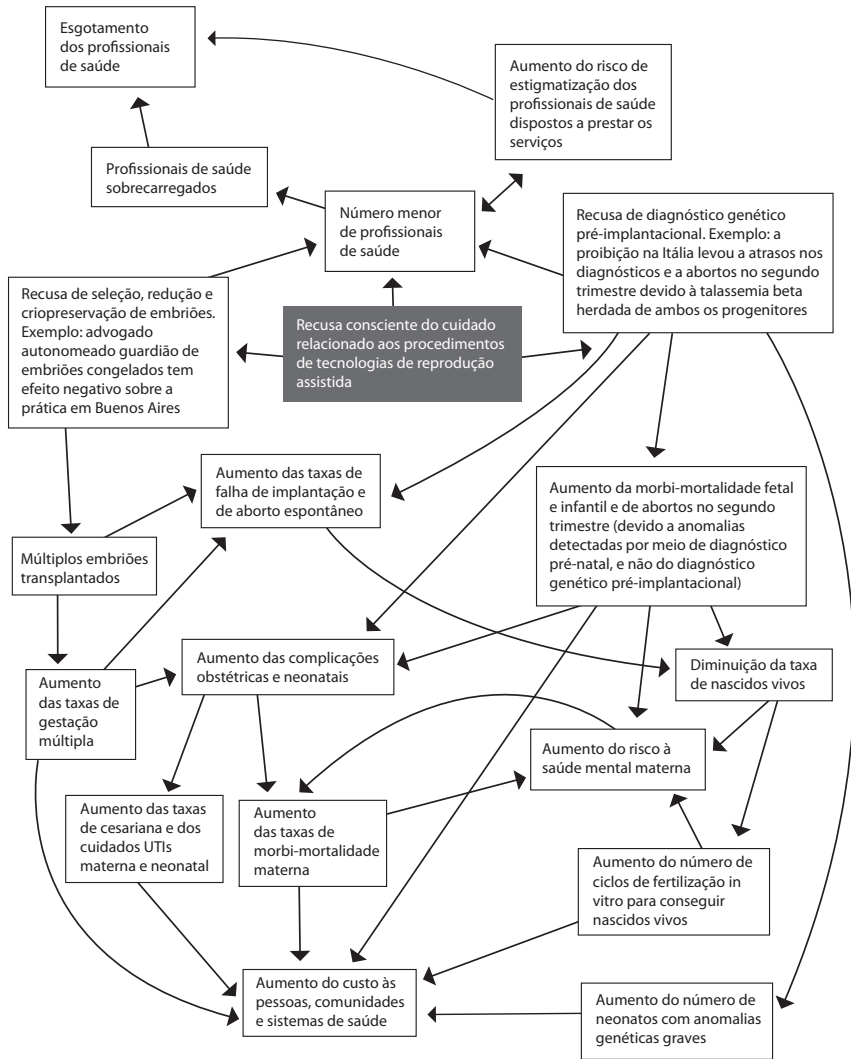 Esgotamento
dos profissionais
de saúde
Aumento do risco de
estigmatização dos
profissionais de saúde
dispostos a prestar os
serviços
Profissionais de saúde
sobrecarregados
Número menor
de profissionais
de saúde
Recusa de diagnóstico genético
pré-implantacional. Exemplo: a
proibição na Itália levou a atrasos nos
diagnósticos e a abortos no segundo
trimestre devido à talassemia beta
herdada de ambos os progenitores
Recusa de seleção, redução e
criopreservação de embriões.
Exemplo: advogado
autonomeado guardião de
embriões congelados tem
efeito negativo sobre a
prática em Buenos Aires
Recusa consciente do cuidado
relacionado aos procedimentos
de tecnologias de reprodução
assistida
Aumento das taxas de
falha de implantação e
de aborto espontâneo
Aumento da morbi-mortalidade fetal
e infantil e de abortos no segundo
trimestre (devido a anomalias
detectadas por meio de diagnóstico
pré-natal, e não do diagnóstico
genético pré-implantacional)
Múltiplos embriões
transplantados
Aumento das complicações
obstétricas e neonatais
Diminuição da taxa
de nascidos vivos
Aumento
das taxas de
gestação
múltipla
Aumento do risco à
saúde mental materna
Aumento das taxas
de cesariana e dos
cuidados UTIs
materna e neonatal
Aumento
das taxas de
morbi-mortalidade
materna
Aumento do número de
ciclos de fertilização in
vitro para conseguir
nascidos vivos
Aumento do custo às
pessoas, comunidades
e sistemas de saúde
Aumento do número de
neonatos com anomalias
genéticas graves